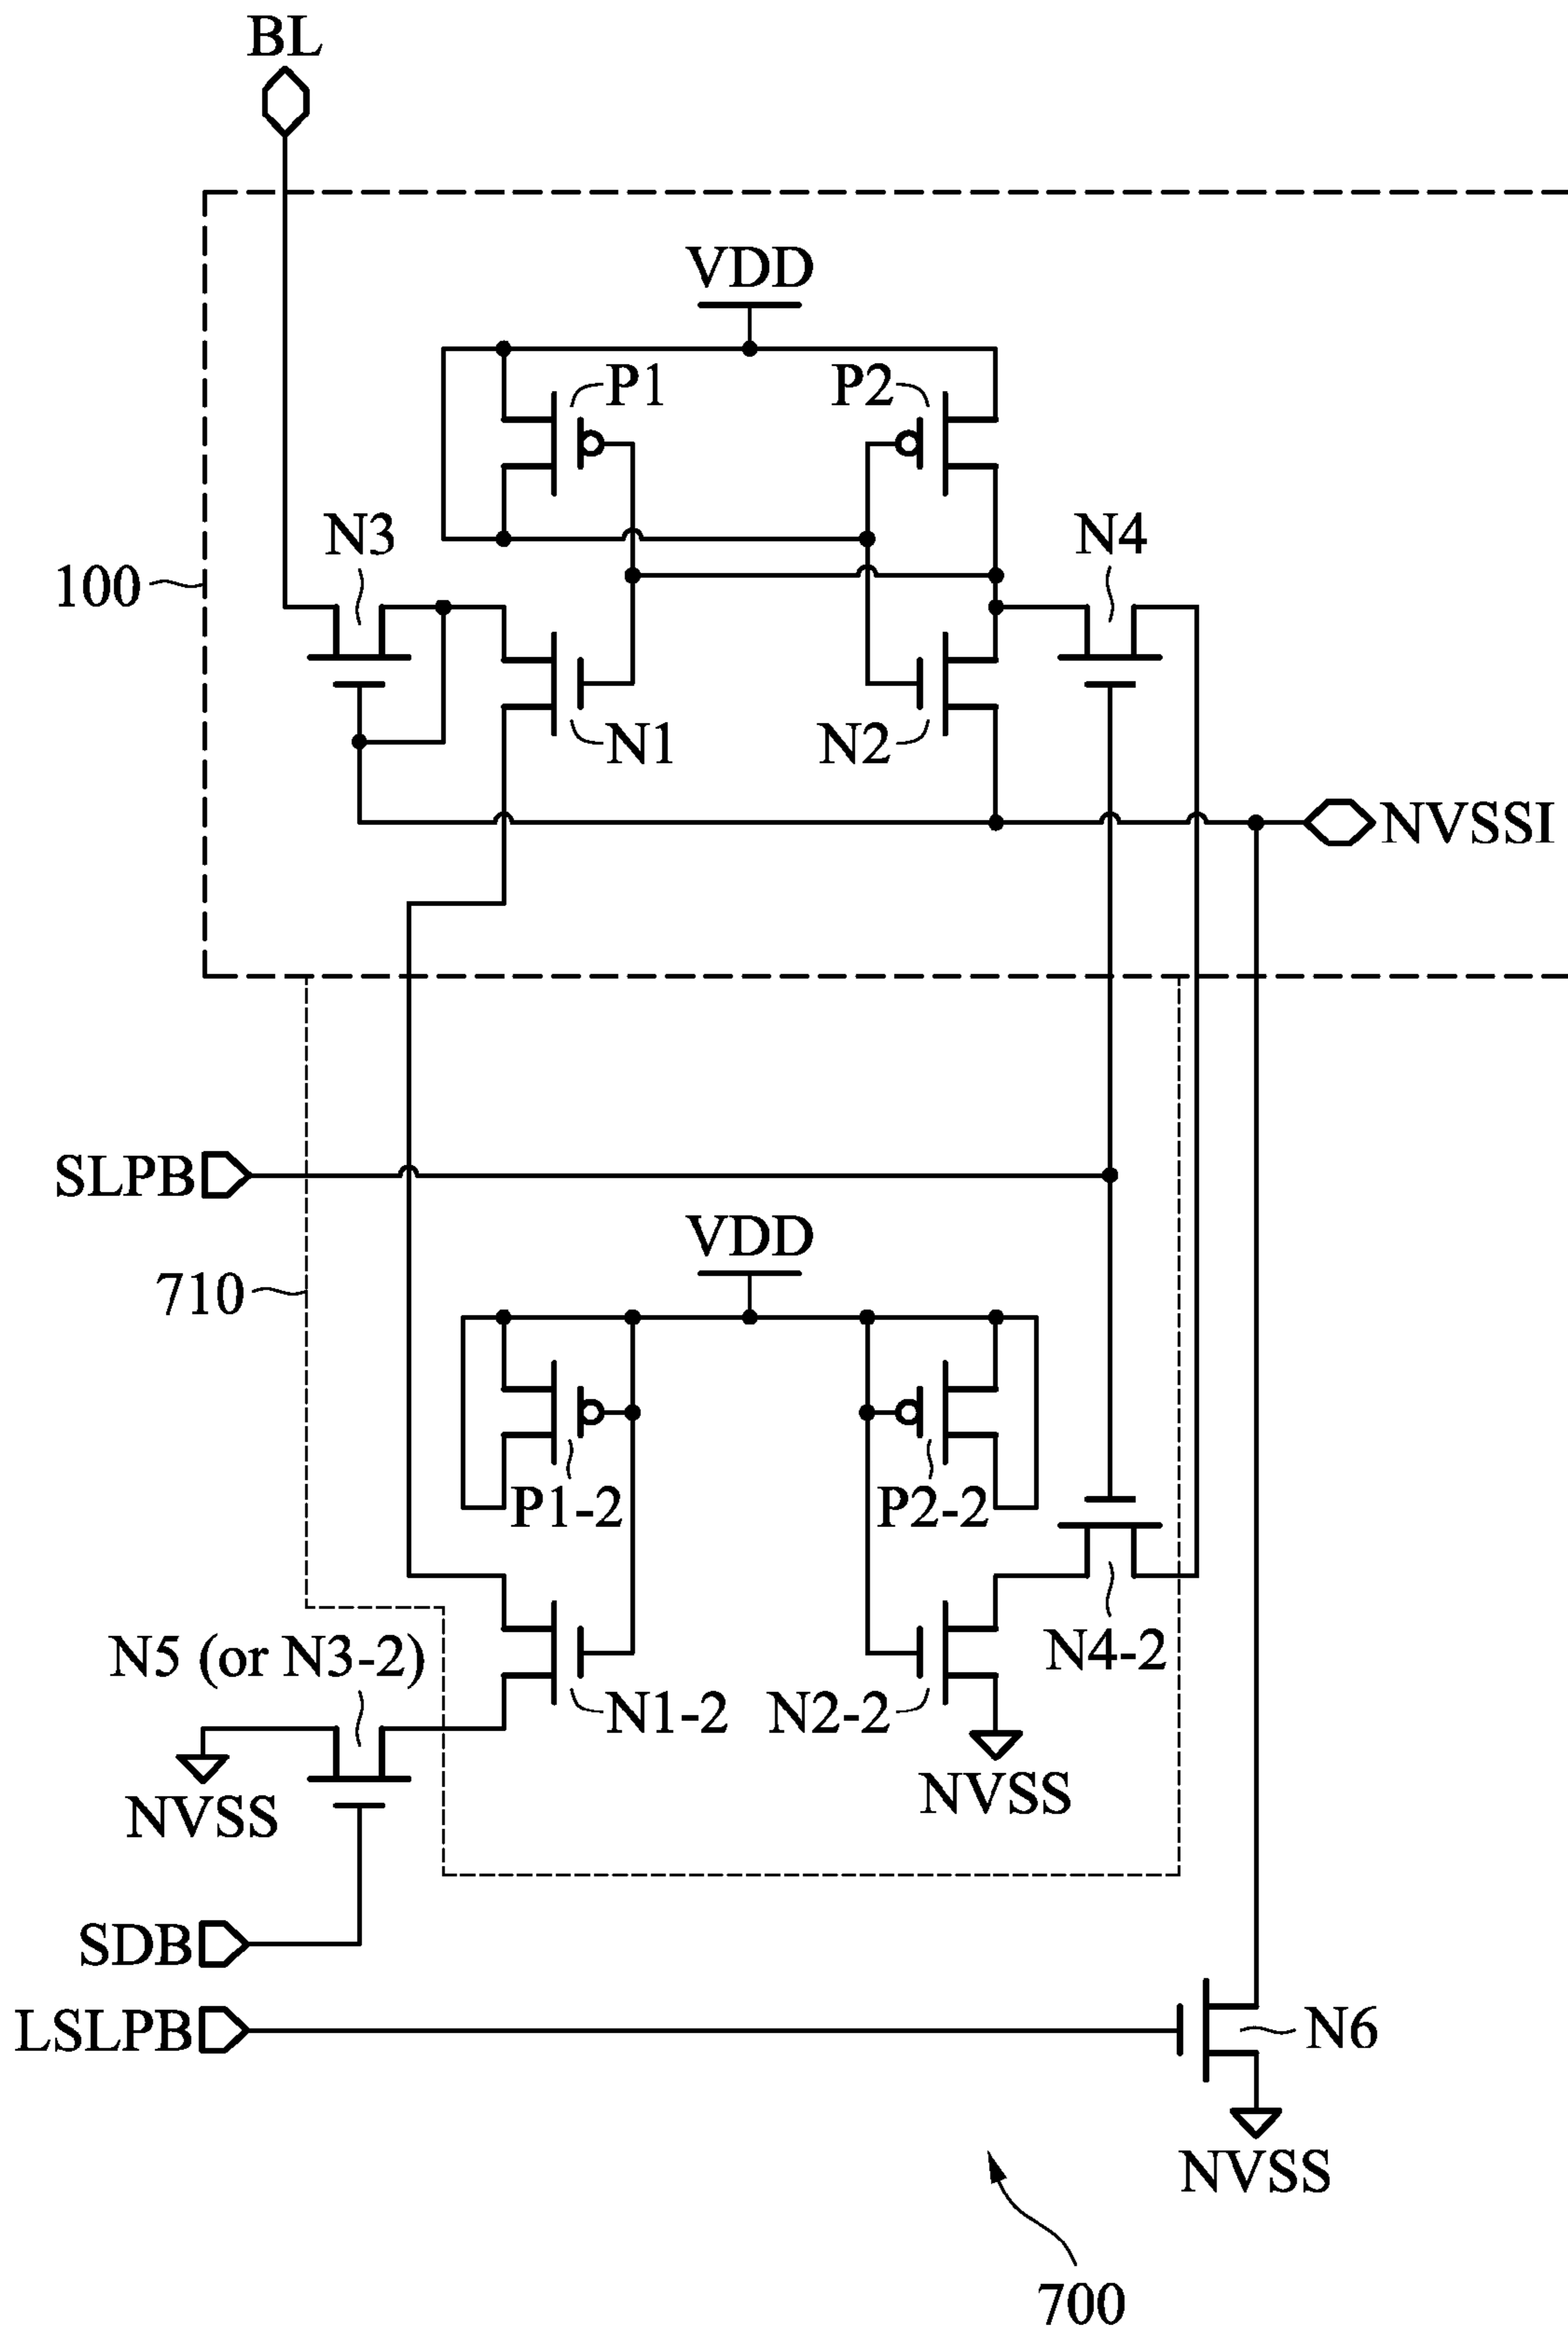 BL
VDD
P1
P2
N3
N4
100
N1
N2
NVSSI
SLPB
VDD
710
P1-2
P2-2
N5 (or N3-2)
N4-2
N1-2
N2-2
NVSS
NVSS
SDB
LSLPB
N6
NVSS
700